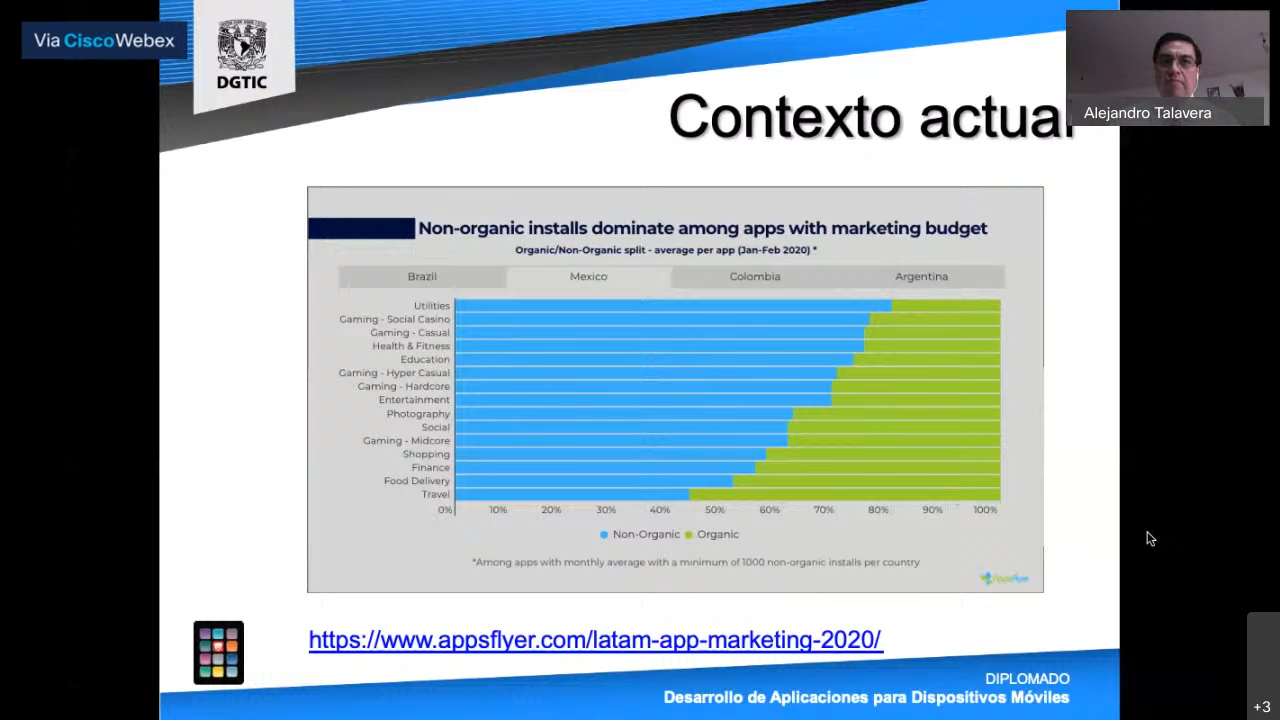 Via CiscoWebex
DGTIC
Contexto actual
Alejandro Talavera
Non-organic installs dominate among apps with marketing budget
Organic/Non-Organic split - average per app (Jan-Feb 2020) *
Brazil Mexico Colombia Argentina
Utilities
Gaming - Social Casino
Gaming - Casual
Health & Fitness
Education
Gaming - Hyper Casual
Gaming - Hardcore
Entertainment
Photography
Social
Gaming - Midcore
Shopping
Finance
Food Delivery
Travel
0% 10% 20% 30% 40% 50% 60% 70% 80% 90% 100%
Non-Organic Organic
*Among apps with monthly average with a minimum of 1000 non-organic installs per country
AppsFlyer
https://www.appsflyer.com/latam-app-marketing-2020/
DIPLOMADO
Desarrollo de Aplicaciones para Dispositivos Móviles
+3